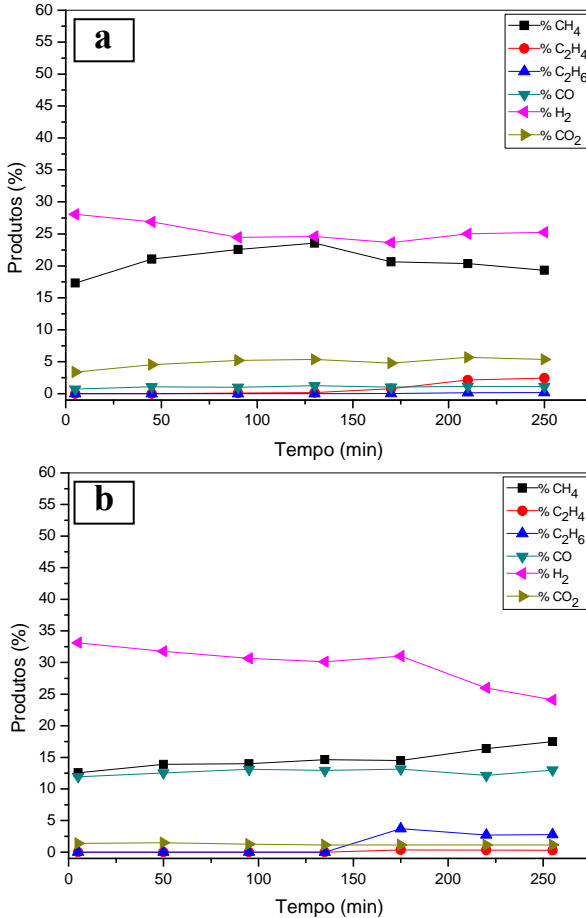 a
% CH4
% C2H4
% C2H6
% CO
% H2
% CO2
60
55
50
45
40
35
30
25
20
15
10
5
0
Produtos (%)
0 50 100 150 200 250
Tempo (min)
b
% CH4
% C2H4
% C2H6
% CO
% H2
% CO2
60
55
50
45
40
35
30
25
20
15
10
5
0
Produtos (%)
0 50 100 150 200 250
Tempo (min)